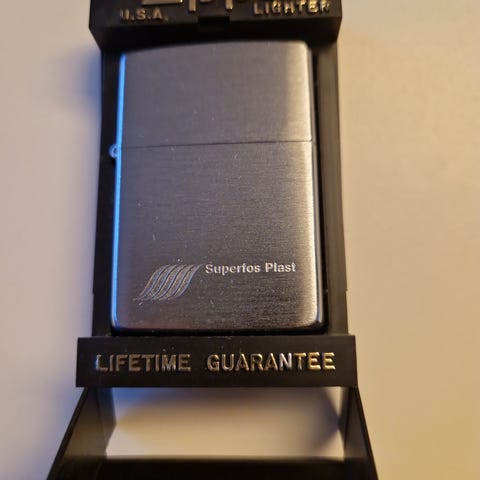 U.S.A. LIGHTER
Superfos Plast
LIFETIME GUARANTEE